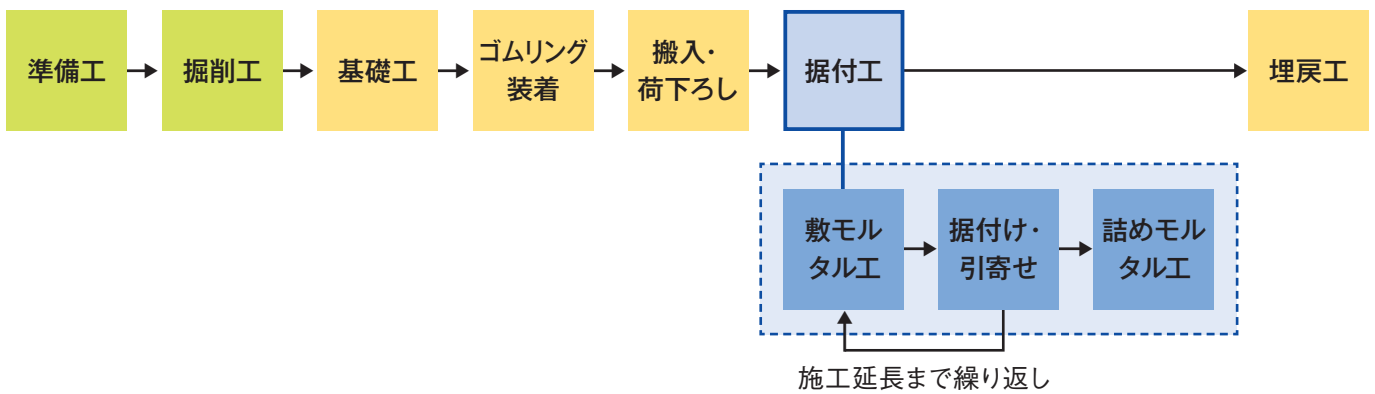 準備工
掘削工
基礎工
ゴムリング
装着
搬入・
荷下ろし
据付工
埋戻工
敷モル
タル工
据付け・
引寄せ
詰めモル
タル工
施工延長まで繰り返し